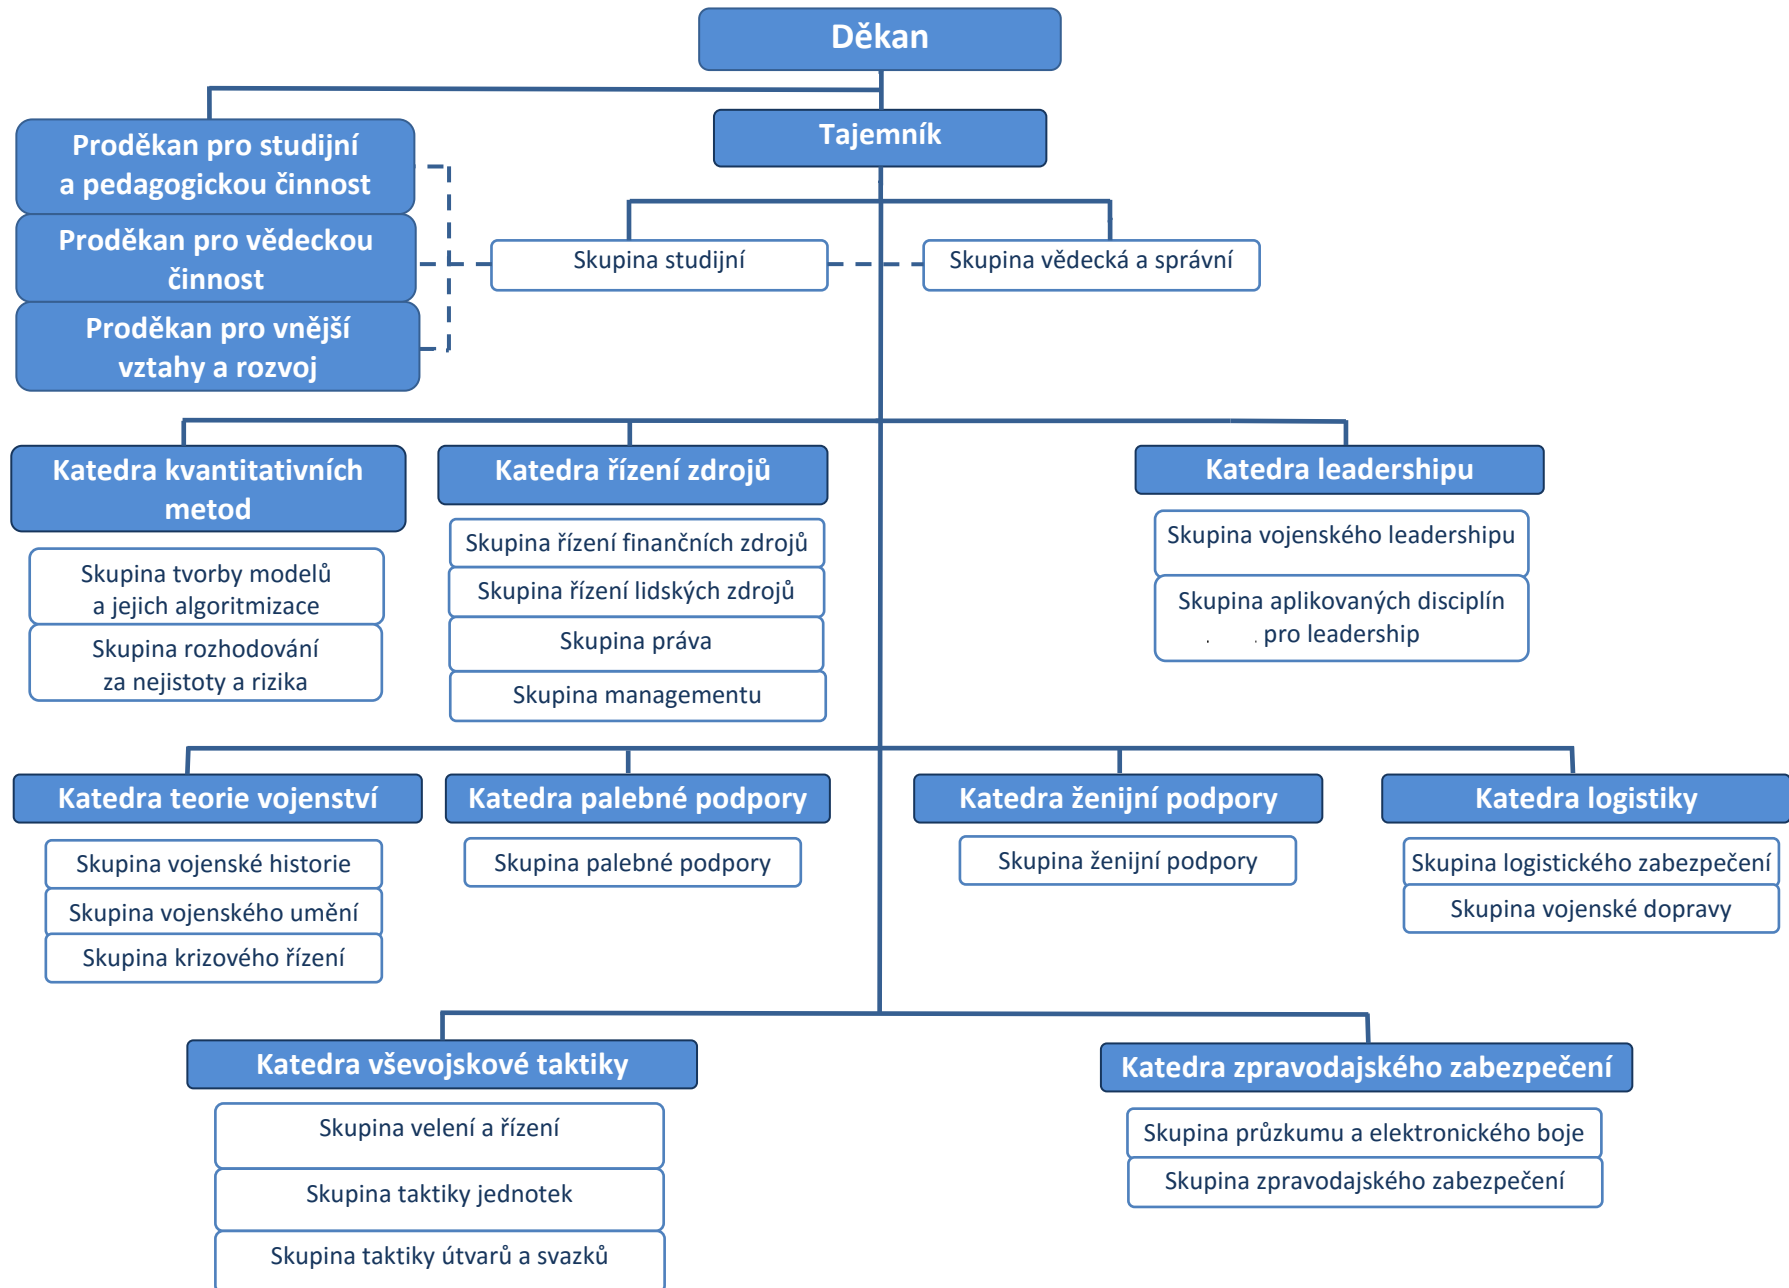 Děkan
Tajemník
Proděkan pro studijní
a pedagogickou činnost
Proděkan pro vědeckou
činnost
Proděkan pro vnější
vztahy a rozvoj
Skupina studijní
Skupina vědecká a správní
Katedra kvantitativních
metod
Skupina tvorby modelů
a jejich algoritmizace
Skupina rozhodování
za nejistoty a rizika
Katedra řízení zdrojů
Skupina řízení finančních zdrojů
Skupina řízení lidských zdrojů
Skupina práva
Skupina managementu
Katedra leadershipu
Skupina vojenského leadershipu
Skupina aplikovaných disciplín
. . pro leadership
Katedra teorie vojenství
Skupina vojenské historie
Skupina vojenského umění
Skupina krizového řízení
Katedra palebné podpory
Skupina palebné podpory
Katedra ženijní podpory
Skupina ženijní podpory
Katedra logistiky
Skupina logistického zabezpečení
Skupina vojenské dopravy
Katedra vševojskové taktiky
Skupina velení a řízení
Skupina taktiky jednotek
Skupina taktiky útvarů a svazků
Katedra zpravodajského zabezpečení
Skupina průzkumu a elektronického boje
Skupina zpravodajského zabezpečení